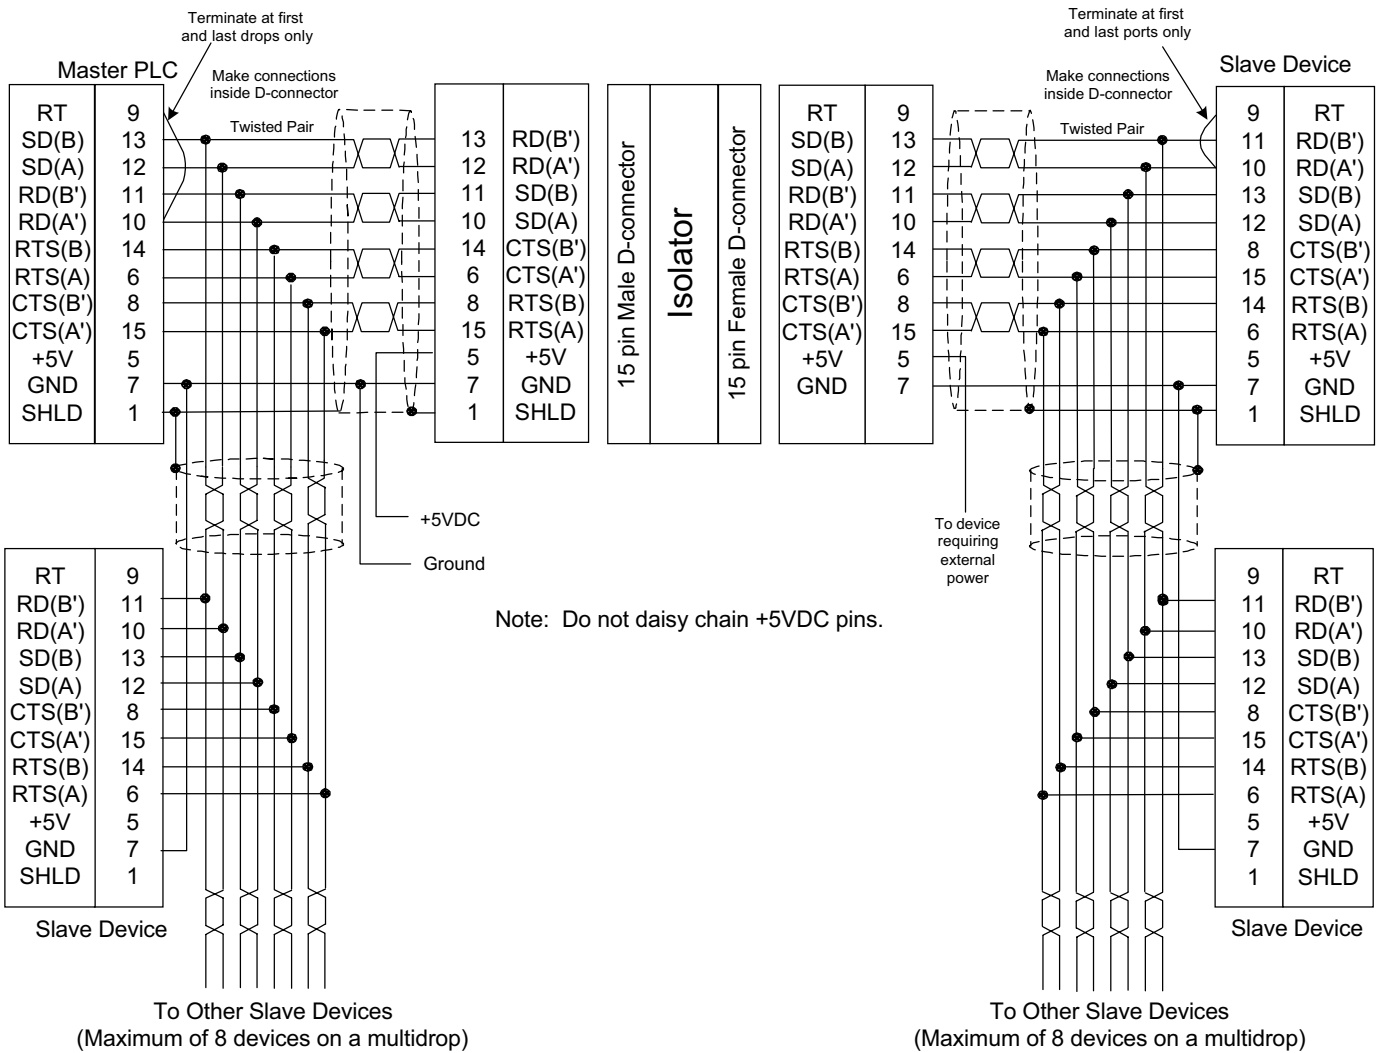 Terminate at first
and last drops only
Master PLC
Make connections
inside D-connector
Twisted Pair
RT 9
SD(B) 13
SD(A) 12
RD(B') 11
RD(A') 10
RTS(B) 14
RTS(A) 6
CTS(B') 8
CTS(A') 15
+5V 5
GND 7
SHLD 1
13 RD(B')
12 RD(A')
11 SD(B)
10 SD(A)
14 CTS(B')
6 CTS(A')
8 RTS(B)
15 RTS(A)
5 +5V
7 GND
1 SHLD
+5VDC
Ground
15 pin Male D-connector
Isolator
15 pin Female D-connector
RT 9
SD(B) 13
SD(A) 12
RD(B') 11
RD(A') 10
RTS(B) 14
RTS(A) 6
CTS(B') 8
CTS(A') 15
+5V 5
GND 7
To device
requiring
external
power
Terminate at first
and last ports only
Slave Device
Make connections
inside D-connector
Twisted Pair
9 RT
11 RD(B')
10 RD(A')
13 SD(B)
12 SD(A)
8 CTS(B')
15 CTS(A')
14 RTS(B)
6 RTS(A)
5 +5V
7 GND
1 SHLD
RT 9
RD(B') 11
RD(A') 10
SD(B) 13
SD(A) 12
CTS(B') 8
CTS(A') 15
RTS(B) 14
RTS(A) 6
+5V 5
GND 7
SHLD 1
Slave Device
Note: Do not daisy chain +5VDC pins.
9 RT
11 RD(B')
10 RD(A')
13 SD(B)
12 SD(A)
8 CTS(B')
15 CTS(A')
14 RTS(B)
6 RTS(A)
5 +5V
7 GND
1 SHLD
Slave Device
To Other Slave Devices
(Maximum of 8 devices on a multidrop)
To Other Slave Devices
(Maximum of 8 devices on a multidrop)